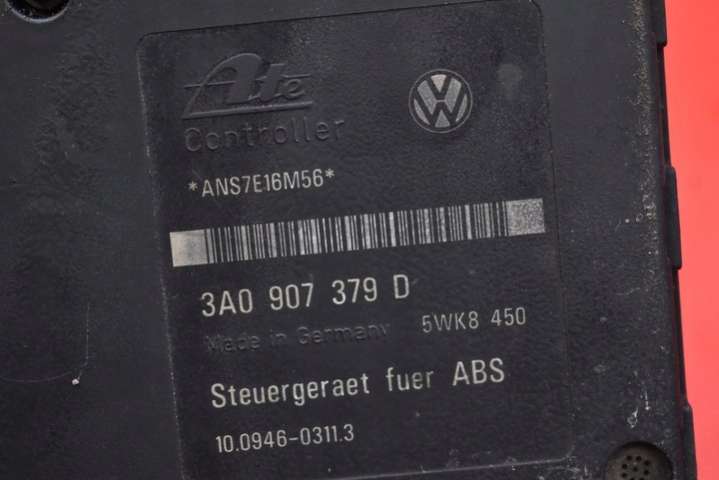 Ate
Controller
*ANS7E16M56*
3A0 907 379 D
Made in Germany 5WK8 450
Steuergeraet fuer ABS
10.0946-0311.3